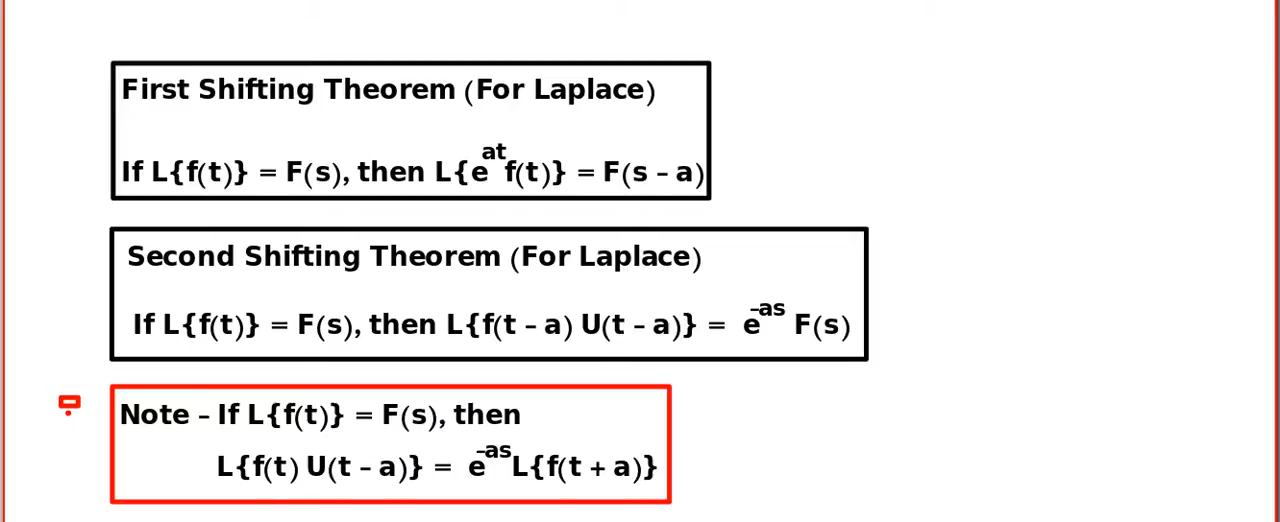 First Shifting Theorem (For Laplace)
If L{f(t)} = F(s), then L{e^at f(t)} = F(s – a)
Second Shifting Theorem (For Laplace)
If L{f(t)} = F(s), then L{f(t – a) U(t – a)} = e^–as F(s)
Note – If L{f(t)} = F(s), then
L{f(t) U(t – a)} = e^–as L{f(t + a)}